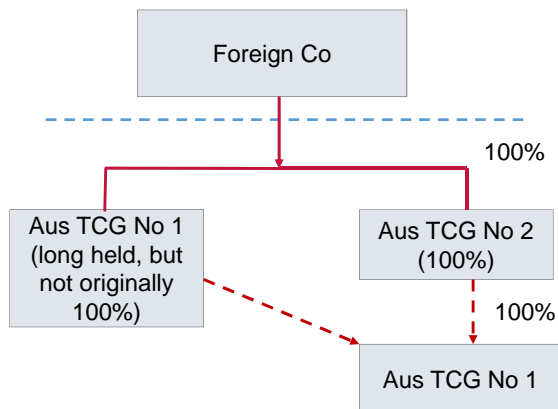 Foreign Co
100%
Aus TCG No 1
(long held, but
not originally
100%)
Aus TCG No 2
(100%)
100%
Aus TCG No 1